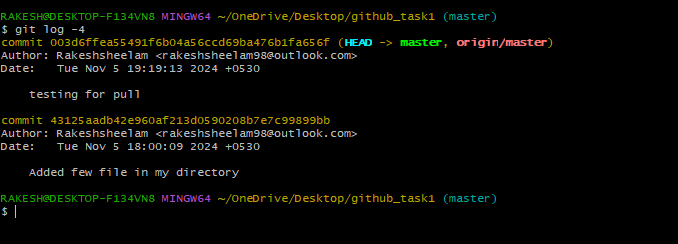 RAKESH@DESKTOP-F134VN8 MINGW64 ~/OneDrive/Desktop/github_task1 (master)
$ git log -4
commit 003d6ffea55491f6b04a56ccd69ba476b1fa656f (HEAD -> master, origin/master)
Author: Rakeshsheelam <rakeshsheelam98@outlook.com>
Date:   Tue Nov 5 19:19:13 2024 +0530
    testing for pull
commit 43125aadb42e960af213d0590208b7e7c99899bb
Author: Rakeshsheelam <rakeshsheelam98@outlook.com>
Date:   Tue Nov 5 18:00:09 2024 +0530
    Added few file in my directory
RAKESH@DESKTOP-F134VN8 MINGW64 ~/OneDrive/Desktop/github_task1 (master)
$